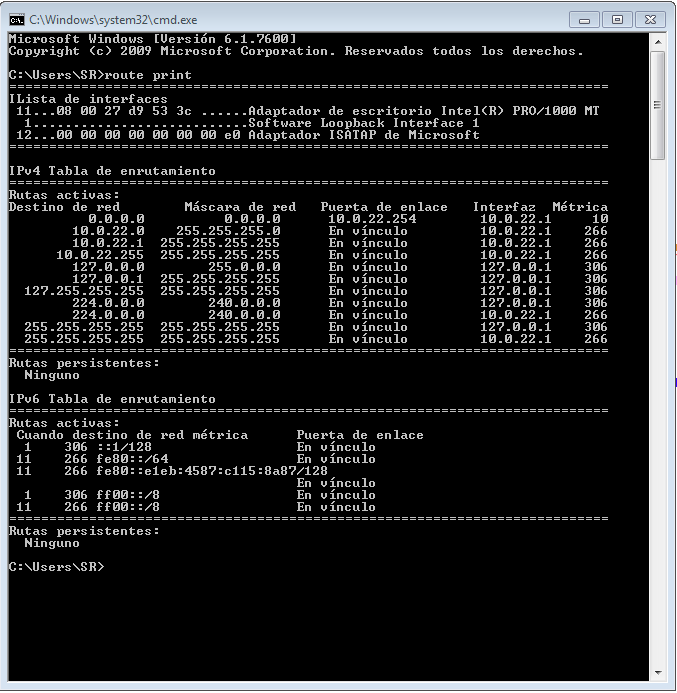 C:\Windows\system32\cmd.exe
Microsoft Windows [Versión 6.1.7600]
Copyright (c) 2009 Microsoft Corporation. Reservados todos los derechos.
C:\Users\SR>route print
===========================================================================
ILista de interfaces
 11...08 00 27 d9 53 3c ......Adaptador de escritorio Intel(R) PRO/1000 MT
  1...........................Software Loopback Interface 1
 12...00 00 00 00 00 00 00 e0 Adaptador ISATAP de Microsoft
===========================================================================
IPv4 Tabla de enrutamiento
===========================================================================
Rutas activas:
Destino de red        Máscara de red   Puerta de enlace   Interfaz  Métrica
          0.0.0.0          0.0.0.0      10.0.22.254        10.0.22.1     10
        10.0.22.0    255.255.255.0      En vínculo         10.0.22.1    266
        10.0.22.1  255.255.255.255      En vínculo         10.0.22.1    266
      10.0.22.255  255.255.255.255      En vínculo         10.0.22.1    266
        127.0.0.0        255.0.0.0      En vínculo         127.0.0.1    306
        127.0.0.1  255.255.255.255      En vínculo         127.0.0.1    306
  127.255.255.255  255.255.255.255      En vínculo         127.0.0.1    306
        224.0.0.0        240.0.0.0      En vínculo         127.0.0.1    306
        224.0.0.0        240.0.0.0      En vínculo         10.0.22.1    266
  255.255.255.255  255.255.255.255      En vínculo         127.0.0.1    306
  255.255.255.255  255.255.255.255      En vínculo         10.0.22.1    266
===========================================================================
Rutas persistentes:
  Ninguno
IPv6 Tabla de enrutamiento
===========================================================================
Rutas activas:
 Cuando destino de red métrica      Puerta de enlace
  1    306 ::1/128                  En vínculo
 11    266 fe80::/64                En vínculo
 11    266 fe80::e1eb:4587:c115:8a87/128
                                    En vínculo
  1    306 ff00::/8                 En vínculo
 11    266 ff00::/8                 En vínculo
===========================================================================
Rutas persistentes:
  Ninguno
C:\Users\SR>